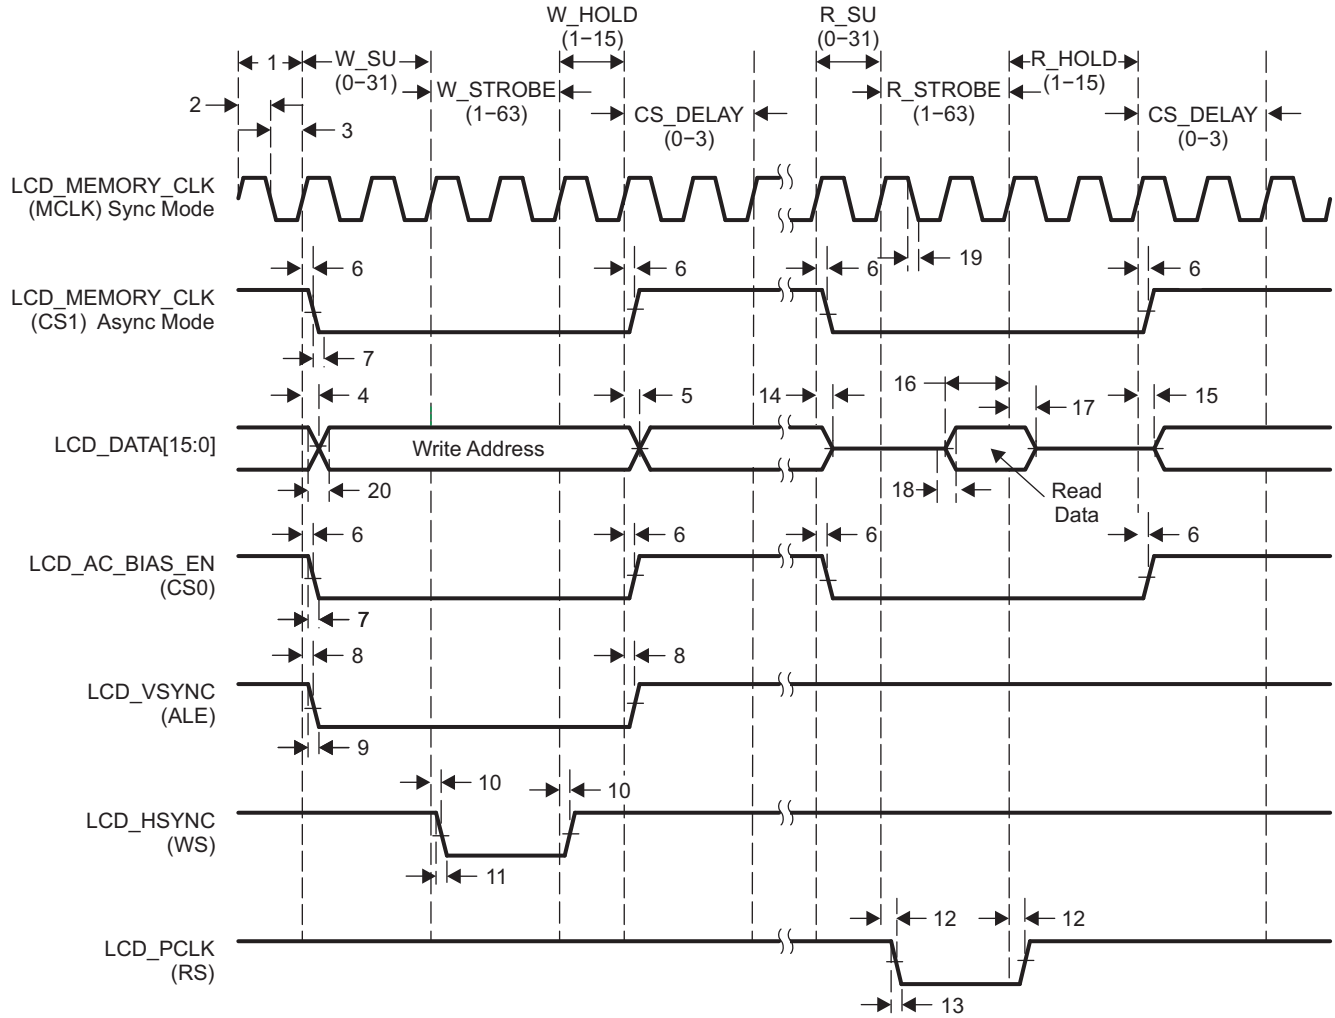 W_HOLD
(1−15)
R_SU
(0−31)
1
W_SU
(0−31)
R_HOLD
(1−15)
W_STROBE
(1−63)
R_STROBE
(1−63)
2
CS_DELAY
(0−3)
CS_DELAY
(0−3)
3
LCD_MEMORY_CLK
(MCLK) Sync Mode
19
6
6
6
6
LCD_MEMORY_CLK
(CS1) Async Mode
7
16
4
5
14
17
15
LCD_DATA[15:0]
Write Address
20
18
Read
Data
6
6
6
6
LCD_AC_BIAS_EN
(CS0)
7
8
8
LCD_VSYNC
(ALE)
9
10
10
LCD_HSYNC
(WS)
11
12
12
LCD_PCLK
(RS)
13